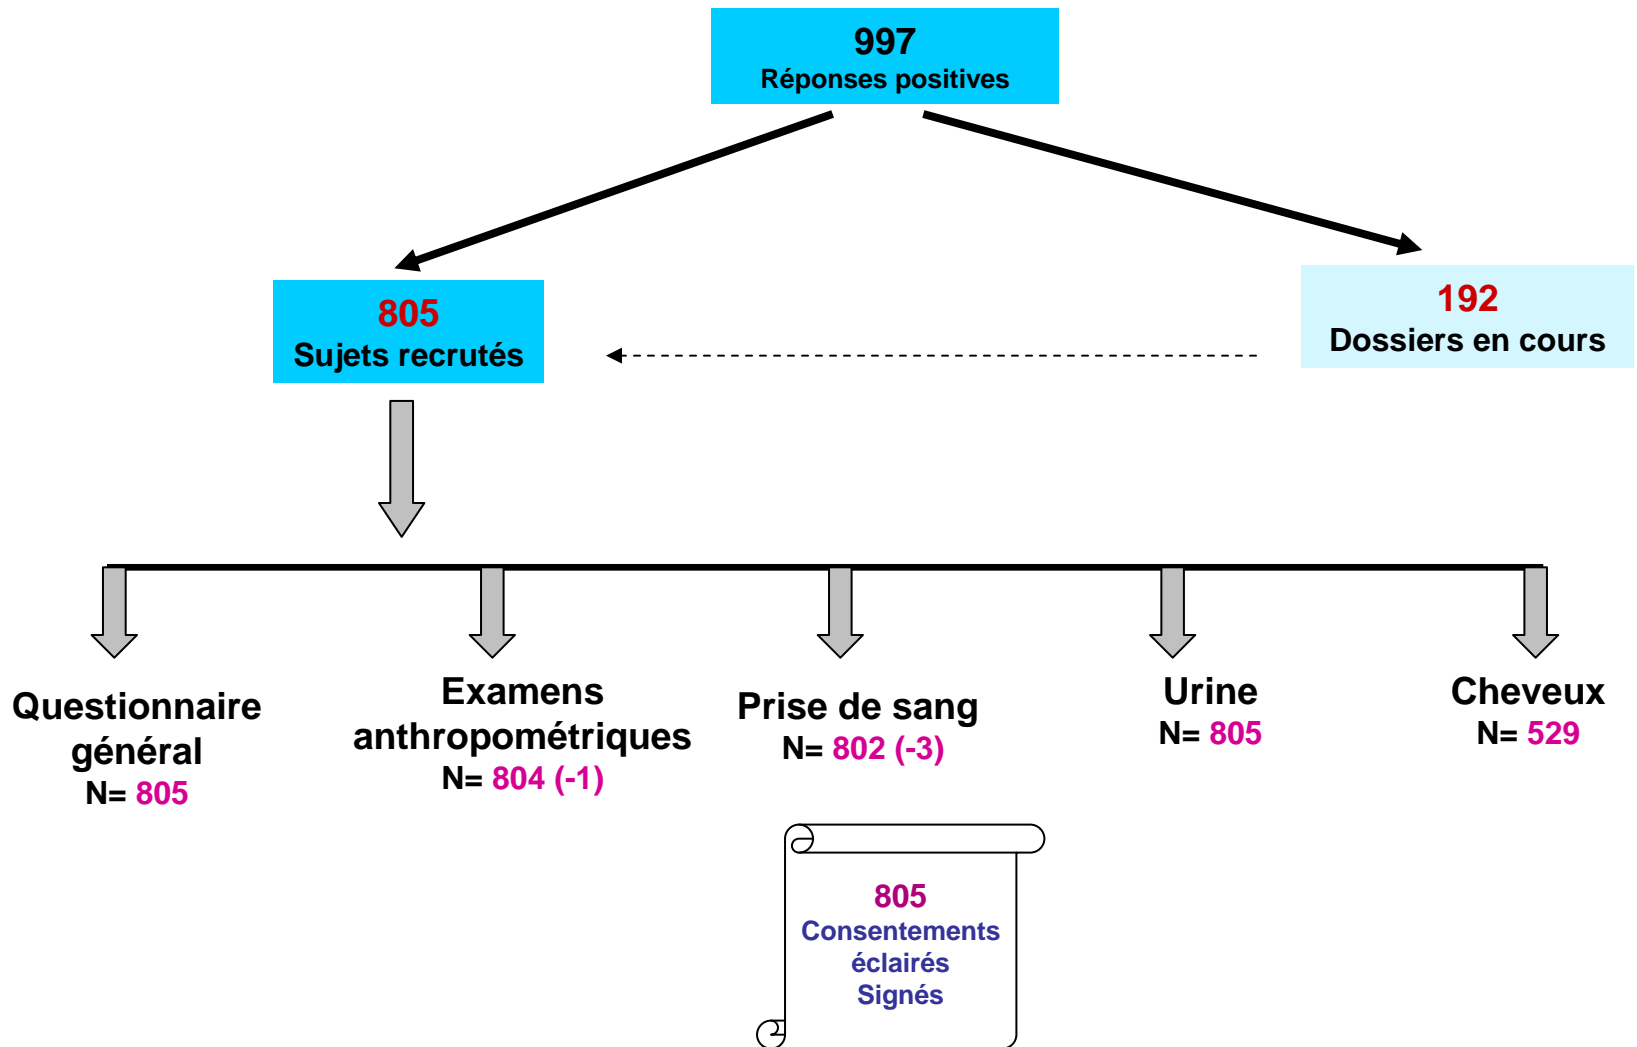 997
Réponses positives
805
Sujets recrutés
192
Dossiers en cours
Questionnaire
général
N= 805
Examens
anthropométriques
N= 804 (-1)
Prise de sang
N= 802 (-3)
Urine
N= 805
Cheveux
N= 529
805
Consentements
éclairés
Signés